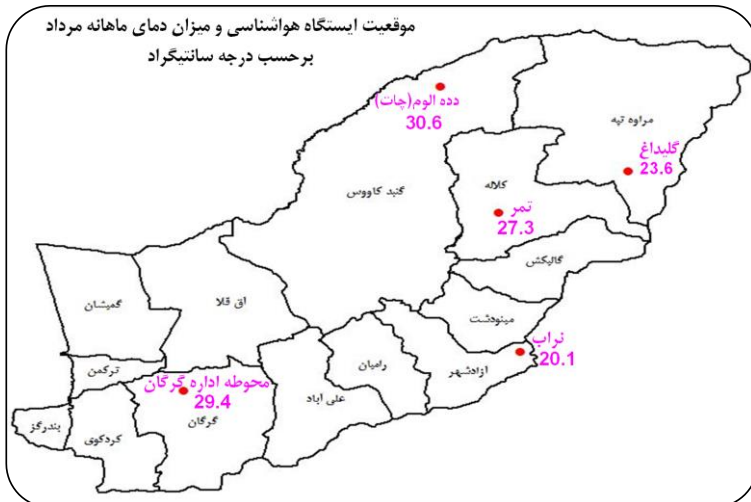 موقعیت ایستگاه هواشناسی و میزان دمای ماهانه مرداد
برحسب درجه سانتیگراد
دده الوم(چات)
30.6
مراوه تپه
گلیداغ
23.6
کلاله
گنبد کاووس
تمر
27.3
گالیکش
گمیشان
اق قلا
مینودشت
نراب
20.1
ترکمن
رامیان
ازادشهر
محوطه اداره گرگان
29.4
علی اباد
گرگان
بندرگز
کردکوی